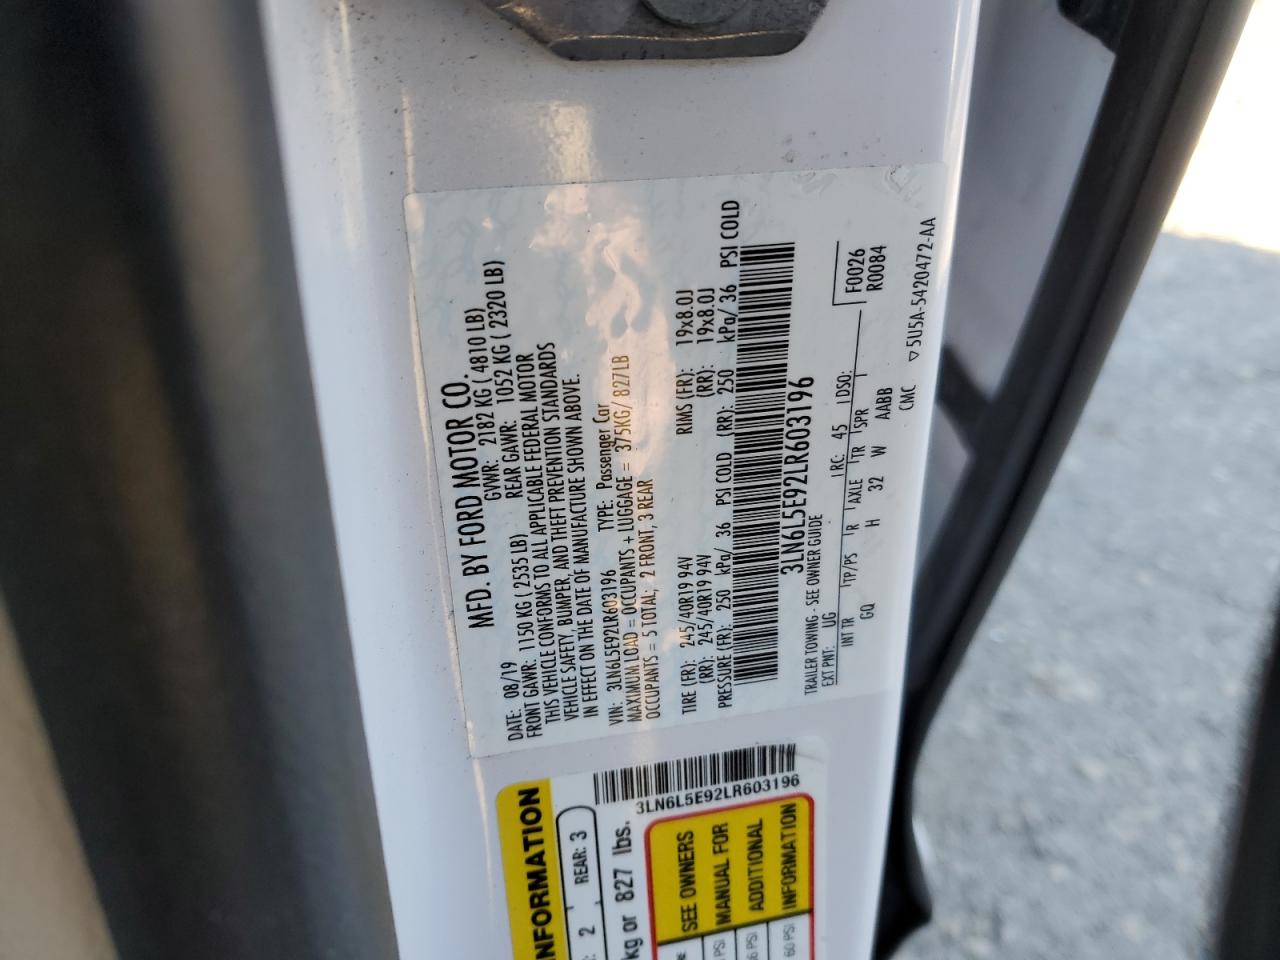 MFD. BY FORD MOTOR CO.
DATE: 08/19 GVWR: 2182 KG ( 4810 LB)
FRONT GAWR: 1150 KG ( 2535 LB) REAR GAWR: 1052 KG ( 2320 LB)
THIS VEHICLE CONFORMS TO ALL APPLICABLE FEDERAL MOTOR
VEHICLE SAFETY, BUMPER, AND THEFT PREVENTION STANDARDS
IN EFFECT ON THE DATE OF MANUFACTURE SHOWN ABOVE.
VIN: 3LN6L5E92LR603196 TYPE: Passenger Car
MAXIMUM LOAD = OCCUPANTS + LUGGAGE = 375KG/ 827LB
OCCUPANTS = 5 TOTAL; 2 FRONT, 3 REAR
TIRE (FR): 245/40R19 94V RIMS (FR): 19x8.0J
(RR): 245/40R19 94V (RR): 19x8.0J
PRESSURE (FR): 250 kPa/ 36 PSI COLD (RR): 250 kPa/ 36 PSI COLD
3LN6L5E92LR603196
TRAILER TOWING - SEE OWNER GUIDE F0026
EXT PNT: UG RC: 45 DSO: R0084
INT TR TP/PS R AXLE TR SPR
GQ H 32 W AABB
CMC ▽5U5A-5420472-AA
3LN6L5E92LR603196
INFORMATION
2 REAR: 3
kg or 827 lbs.
SEE OWNERS
MANUAL FOR
ADDITIONAL
INFORMATION
PSI
PSI
60 PSI